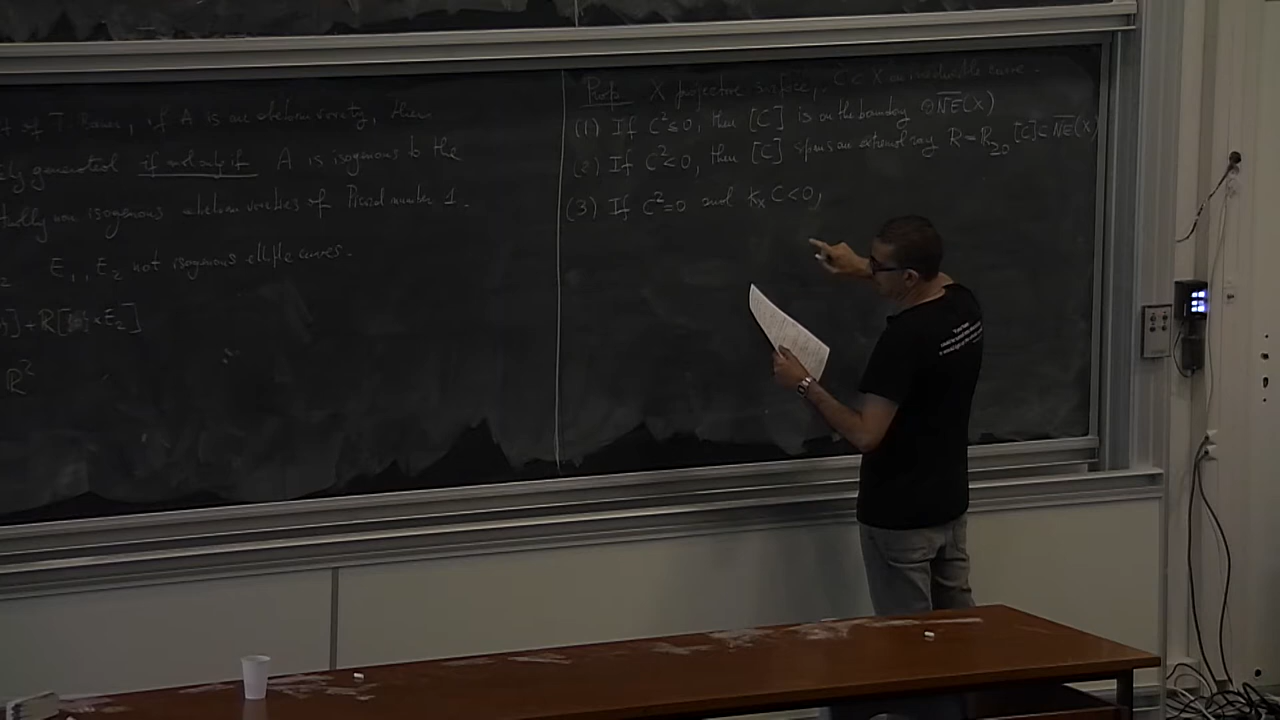 of T. Bauer, if A is an abelian variety, then
generated if and only if A is isogenous to the
non isogenous abelian varieties of Picard number 1.
2 E₁, E₂ not isogenous elliptic curves.
] + R[ × E₂]
R²
Prop. X projective surface, C ⊂ X an irreducible curve.
(1) If C² ≤ 0, then [C] is on the boundary of NE(X)
(2) If C² < 0, then [C] spans an extremal ray R = R≥0 [C] ⊂ NE(X)
(3) If C² = 0 and K_X C < 0,